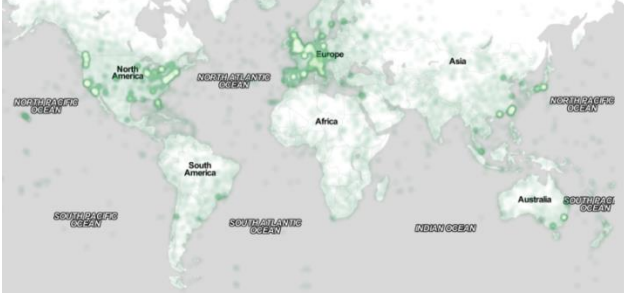 Europe
Asia
North
America
NORTH ATLANTIC
OCEAN
NORTH PACIFIC
OCEAN
NORTH PACIFIC
OCEAN
Africa
South
America
Australia
SOUTH PACI
OCEAN
SOUTH PACIFIC
OCEAN
SOUTH ATLANTIC
OCEAN
INDIAN OCEAN